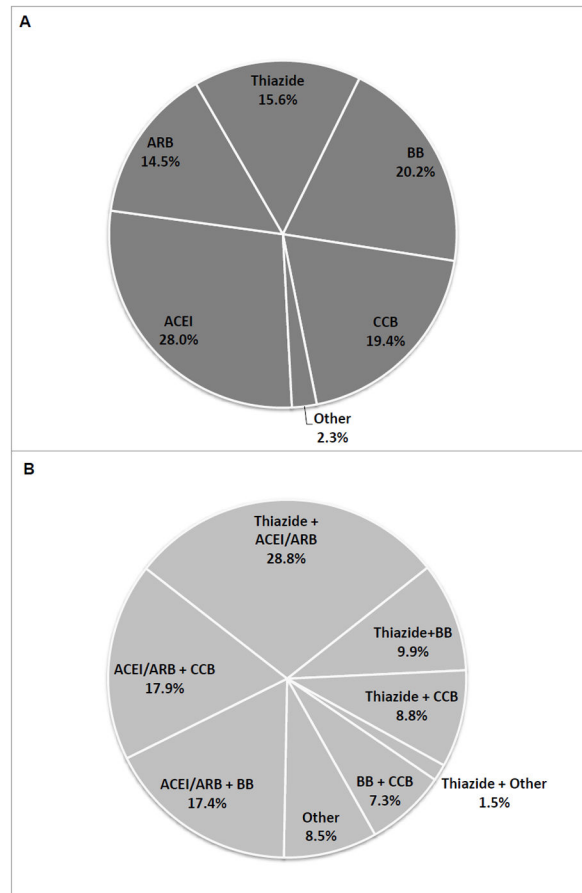 A
Thiazide
15.6%
BB
20.2%
CCB
19.4%
Other
2.3%
ACEI
28.0%
ARB
14.5%
B
Thiazide +
ACEI/ARB
28.8%
Thiazide+BB
9.9%
Thiazide + CCB
8.8%
Thiazide + Other
1.5%
BB + CCB
7.3%
Other
8.5%
ACEI/ARB + BB
17.4%
ACEI/ARB + CCB
17.9%